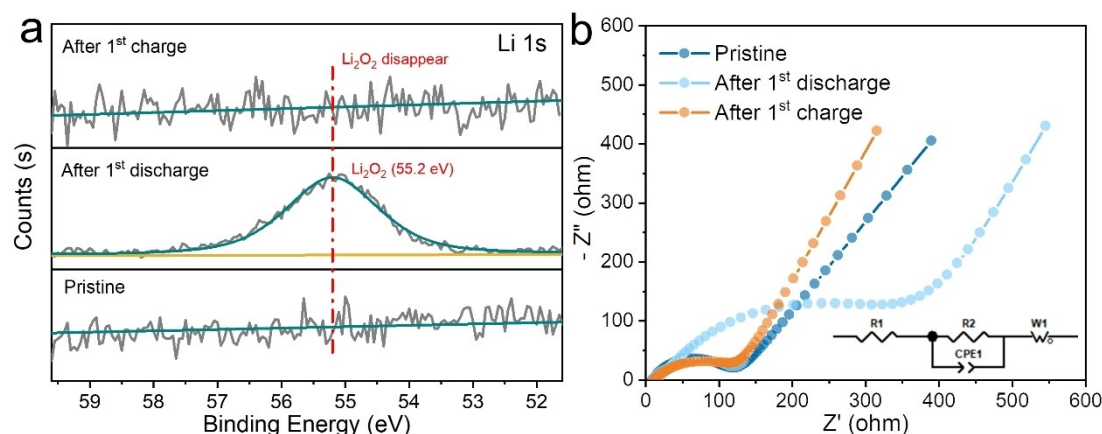 a
After 1st charge
Li 1s
Li₂O₂ disappear
After 1st discharge
Li₂O₂ (55.2 eV)
Pristine
Counts (s)
59 58 57 56 55 54 53 52
Binding Energy (eV)
b
600
500
400
300
200
100
0
- Z" (ohm)
Pristine
After 1st discharge
After 1st charge
R1
R2
W1
CPE1
0 100 200 300 400 500 600
Z' (ohm)